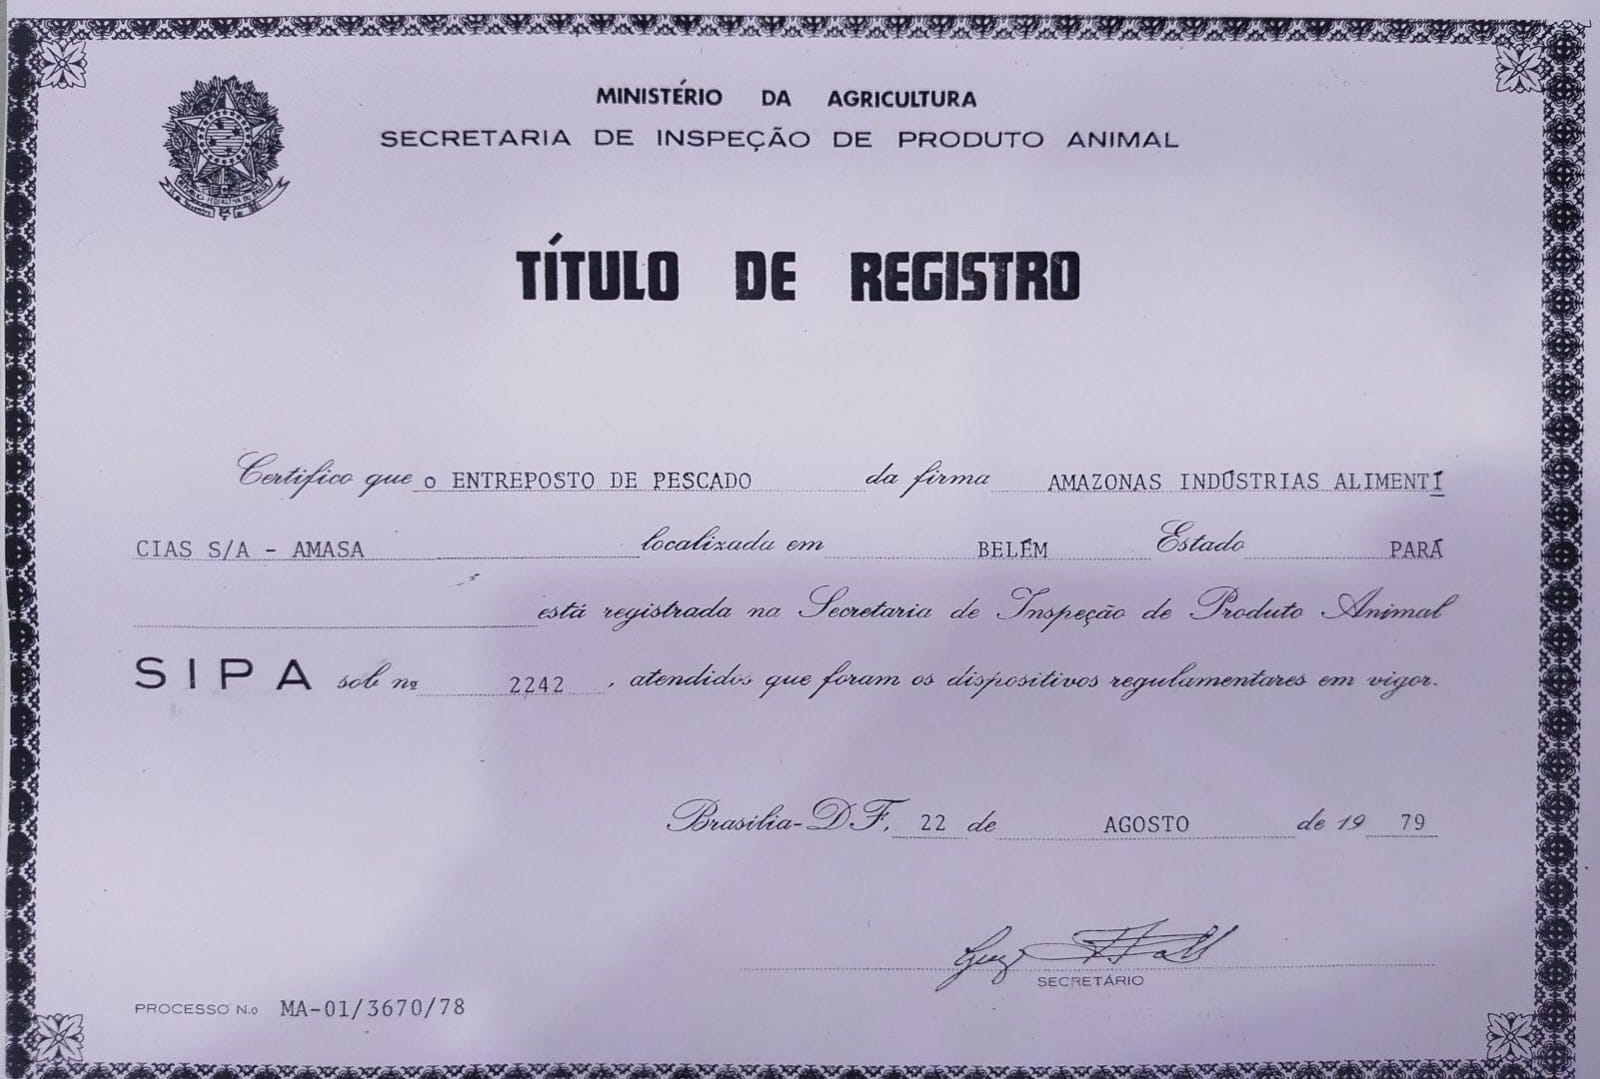 MINISTÉRIO DA AGRICULTURA
SECRETARIA DE INSPEÇÃO DE PRODUTO ANIMAL
TÍTULO DE REGISTRO
Certifico que o ENTREPOSTO DE PESCADO da firma AMAZONAS INDÚSTRIAS ALIMENTÍ
CIAS S/A - AMASA localizada em BELÉM Estado PARÁ
está registrada na Secretaria de Inspeção de Produto Animal
SIPA sob nº 2242, atendidos que foram os dispositivos regulamentares em vigor.
Brasília-DF, 22 de AGOSTO de 19 79
SECRETÁRIO
PROCESSO N.o MA-01/3670/78